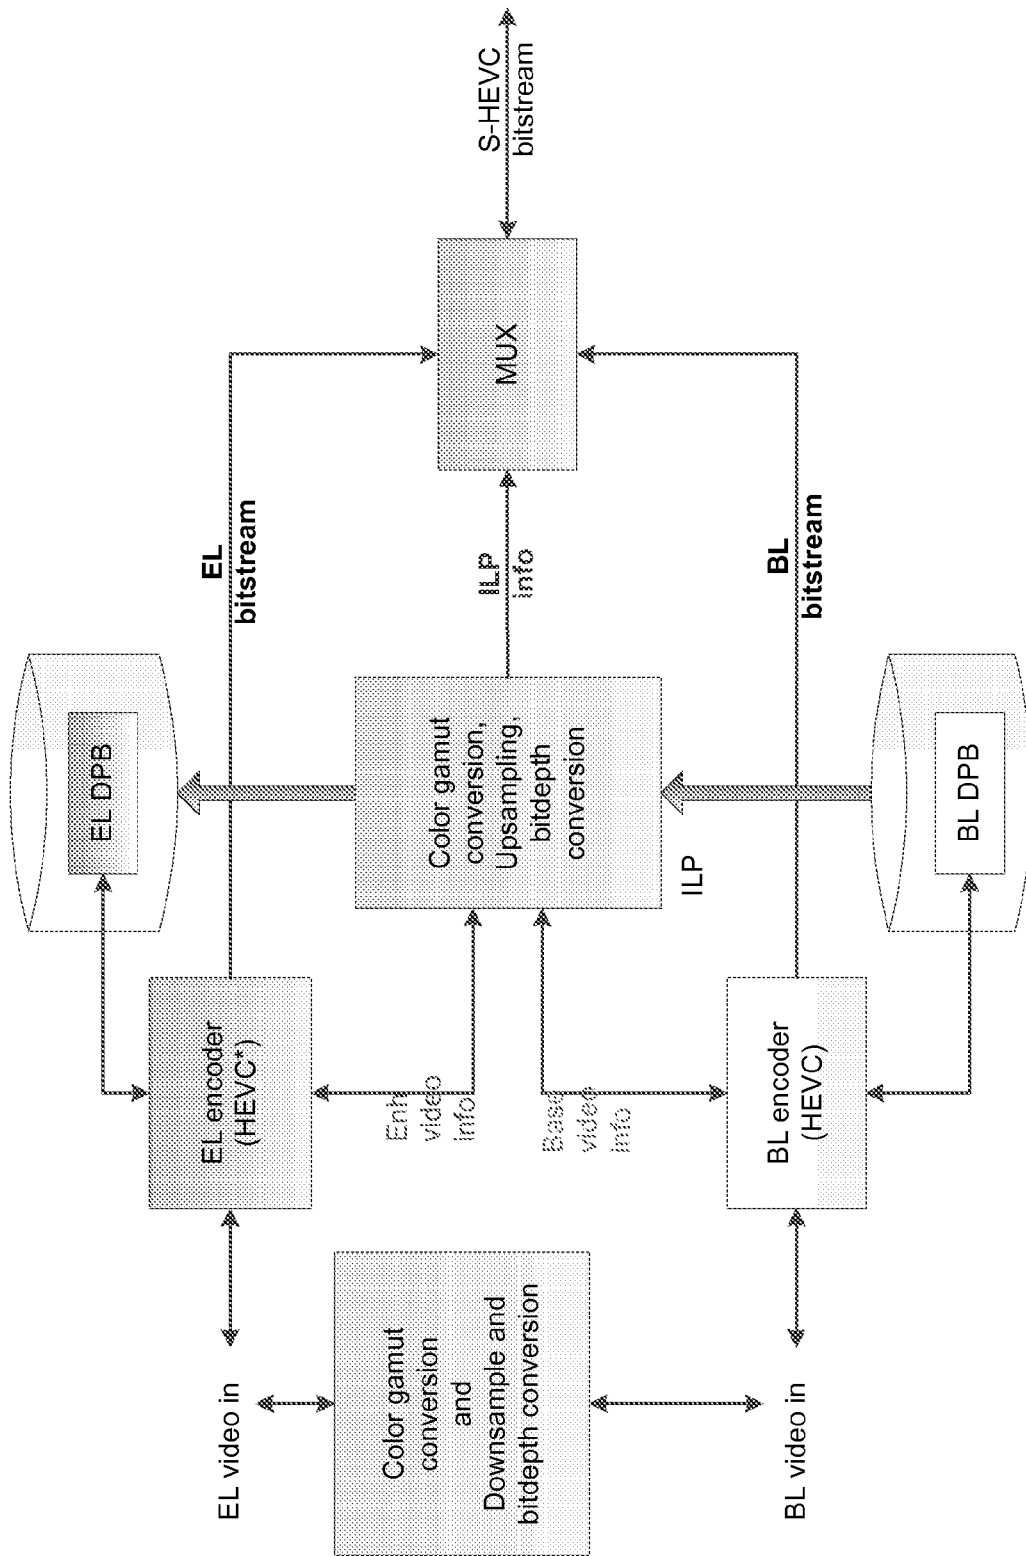 EL video in
Color gamut
conversion
and
Downsample and
bitdepth conversion
BL video in
EL encoder
(HEVC*)
Enh
video
info
Base
video
info
BL encoder
(HEVC)
EL DPB
Color gamut
conversion,
Upsampling,
bitdepth
conversion
ILP
BL DPB
EL
bitstream
ILP
info
BL
bitstream
MUX
S-HEVC
bitstream